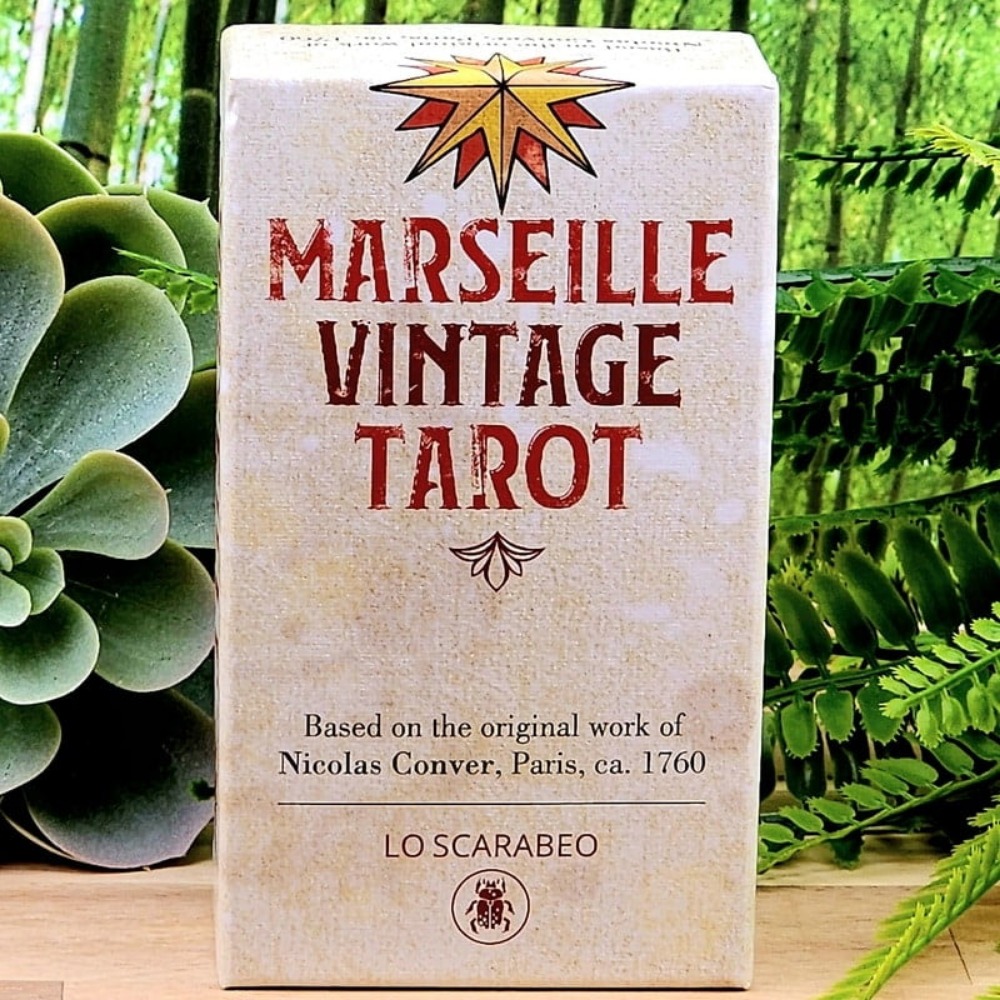 MARSEILLE
VINTAGE
TAROT
Based on the original work of
Nicolas Conver, Paris, ca. 1760
LO SCARABEO